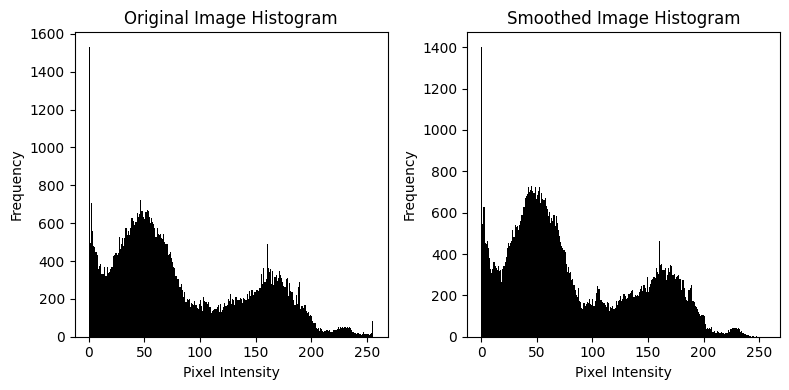 Original Image Histogram
Frequency
1600
1400
1200
1000
800
600
400
200
0
0 50 100 150 200 250
Pixel Intensity
Smoothed Image Histogram
Frequency
1400
1200
1000
800
600
400
200
0
0 50 100 150 200 250
Pixel Intensity